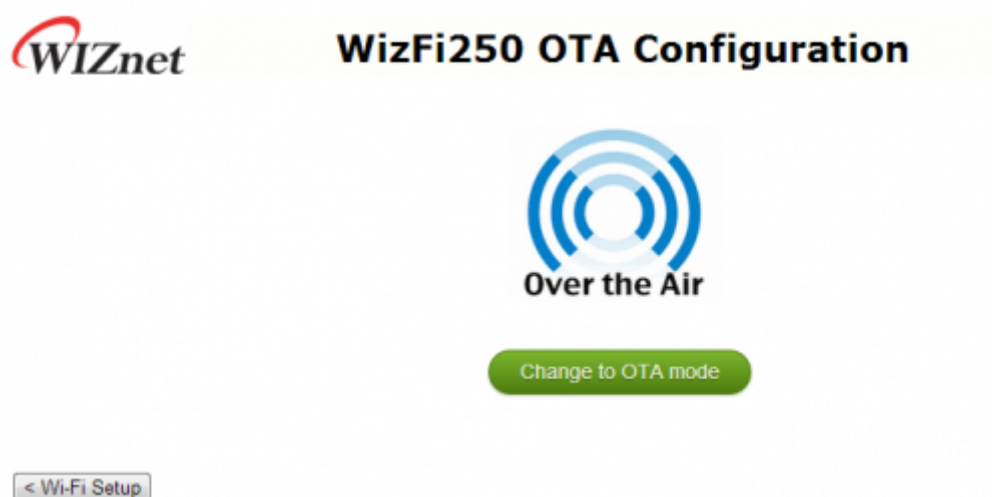 WIZnet
WizFi250 OTA Configuration
Over the Air
Change to OTA mode
< Wi-Fi Setup